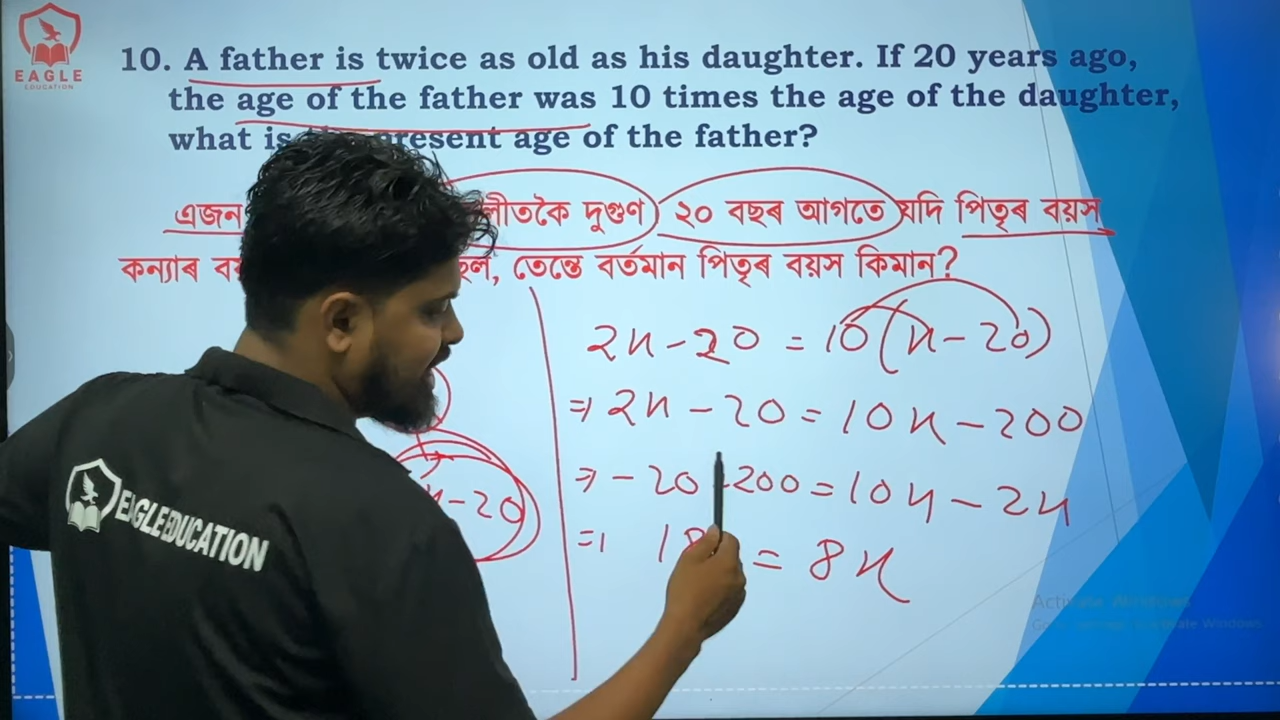 EAGLE
EDUCATION
10. A father is twice as old as his daughter. If 20 years ago,
the age of the father was 10 times the age of the daughter,
what is present age of the father?
এজন দুগুণ ২০ বছৰ আগতে যদি পিতৃৰ বয়স
কন্যাৰ তেন্তে বৰ্তমান পিতৃৰ বয়স কিমান?
2x - 20 = 10(x - 20)
⇒ 2x - 20 = 10x - 200
⇒ - 20 200 = 10x - 2x
⇒ = 8x
x - 20
EAGLE EDUCATION
Activate Windows